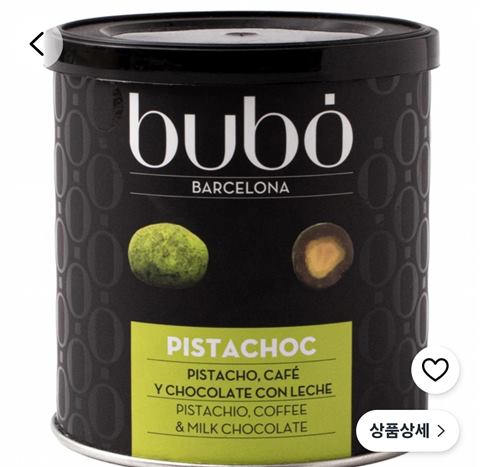 bubó
BARCELONA
PISTACHOC
PISTACHO, CAFÉ
Y CHOCOLATE CON LECHE
PISTACHIO, COFFEE
& MILK CHOCOLATE
상품상세